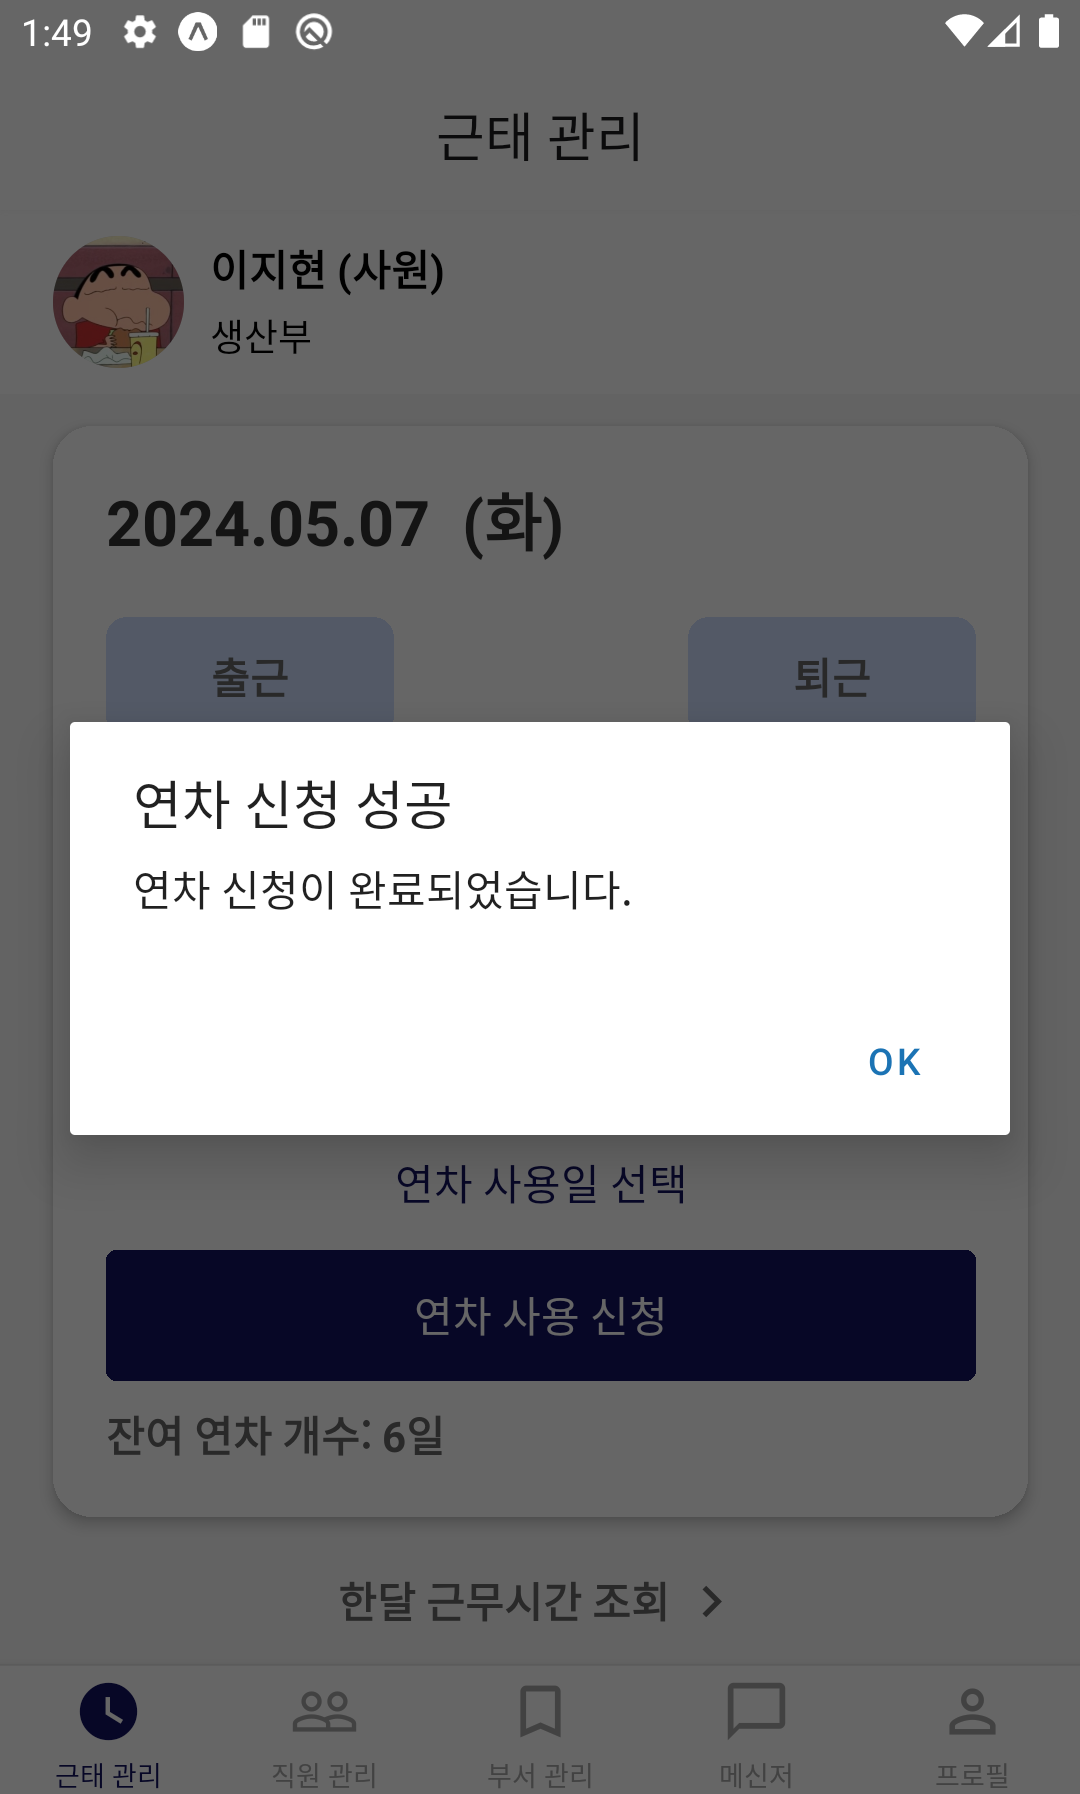 1:49
근태 관리
이지현 (사원)
생산부
2024.05.07 (화)
출근
퇴근
연차 신청 성공
연차 신청이 완료되었습니다.
OK
연차 사용일 선택
연차 사용 신청
잔여 연차 개수: 6일
한달 근무시간 조회
근태 관리
직원 관리
부서 관리
메신저
프로필